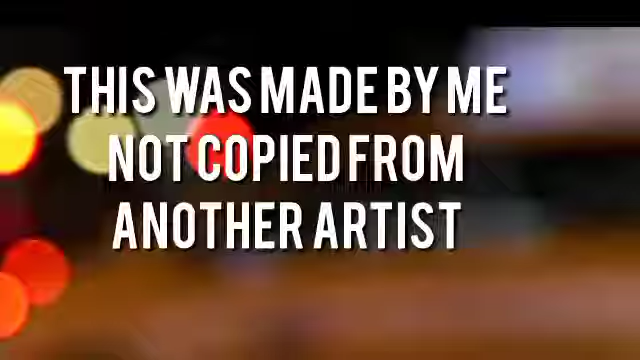 THIS WAS MADE BY ME
NOT COPIED FROM
ANOTHER ARTIST